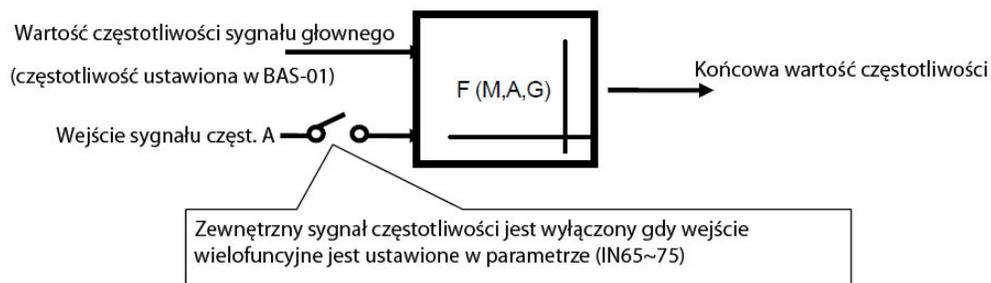 Wartość częstotliwości sygnału głownego
(częstotliwość ustawiona w BAS-01)
F (M,A,G)
Końcowa wartość częstotliwości
Wejście sygnału częst. A
Zewnętrzny sygnał częstotliwości jest wyłączony gdy wejście
wielofuncyjne jest ustawione w parametrze (IN65~75)